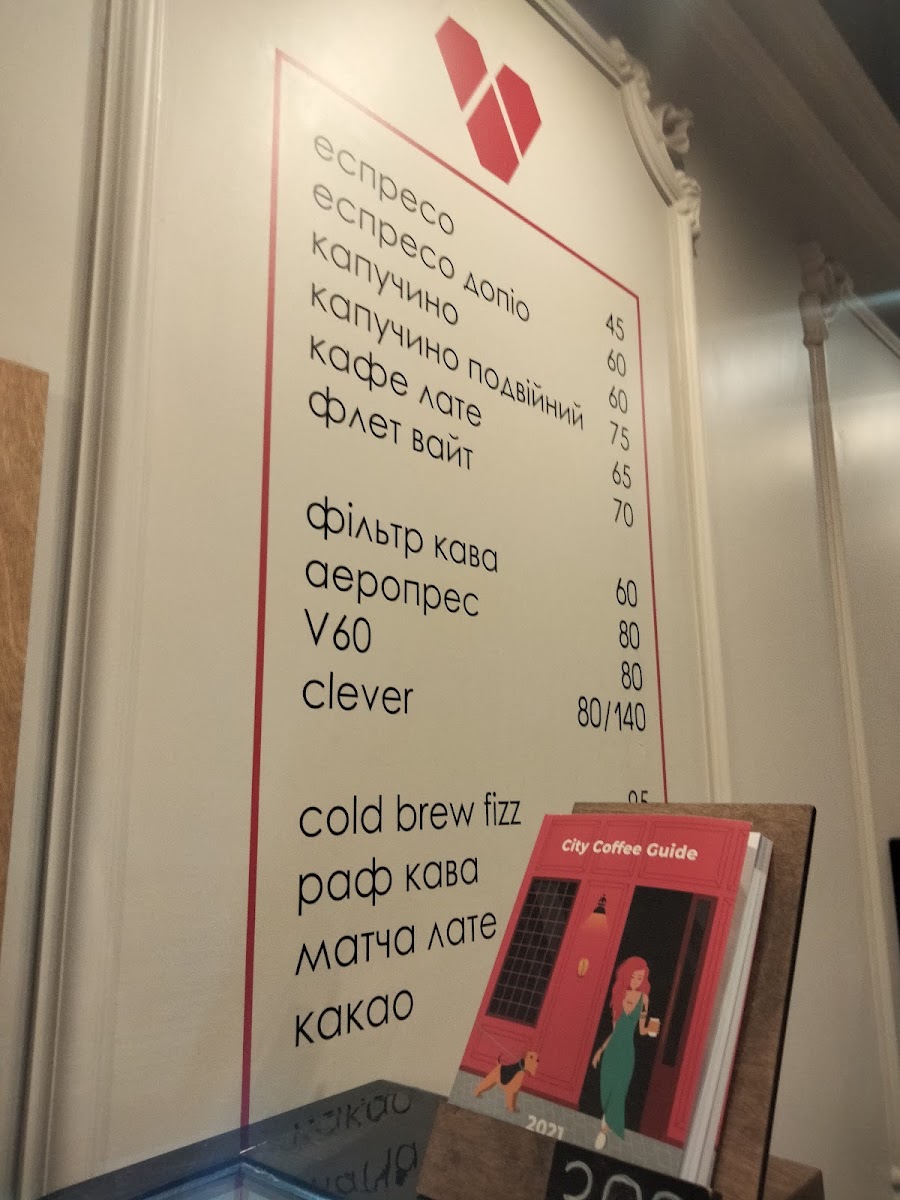 еспресо 45
еспресо допіо 60
капучино 60
капучино подвійний 75
кафе лате 65
флет вайт 70
фільтр кава 60
аеропрес 80
V60 80
clever 80/140
cold brew fizz
раф кава
матча лате
какао
City Coffee Guide
2021